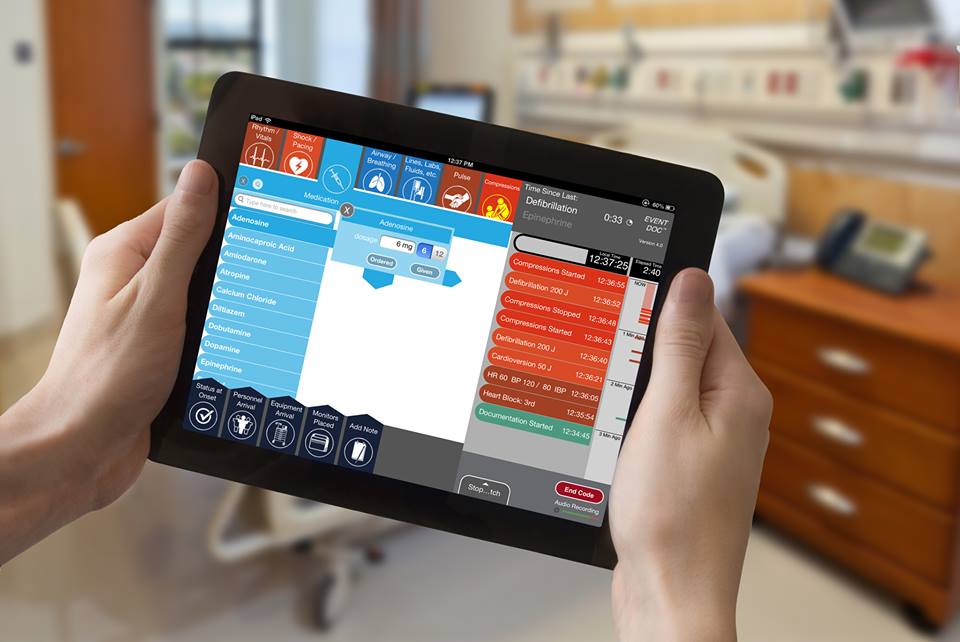 iPad
12:37 PM
60%
Rhythm /
Vitals
Shock /
Pacing
Airway /
Breathing
Lines, Labs,
Fluids, etc.
Pulse
Compressions
Medication
Type here to search
Adenosine
Aminocaproic Acid
Amiodarone
Atropine
Calcium Chloride
Diltiazem
Dobutamine
Dopamine
Epinephrine
X
Adenosine
dosage 6 mg 6 12
Ordered Given
Time Since Last:
Defibrillation 0:33
Epinephrine
EVENT
DOC™
Version 4.0
Local Time
12:37:25
Elapsed Time
2:40
Compressions Started 12:36:55
Defibrillation 200 J 12:36:52
Compressions Stopped 12:36:48
Compressions Started 12:36:43
Defibrillation 200 J 12:36:40
Cardioversion 50 J 12:36:21
HR 60 BP 120 / 80 IBP 12:36:05
Heart Block: 3rd 12:35:54
Documentation Started 12:34:45
NOW
1 Min Ago
2 Min Ago
3 Min Ago
Status at
Onset
Personnel
Arrival
Equipment
Arrival
Monitors
Placed
Add Note
Stop...tch
End Code
Audio Recording